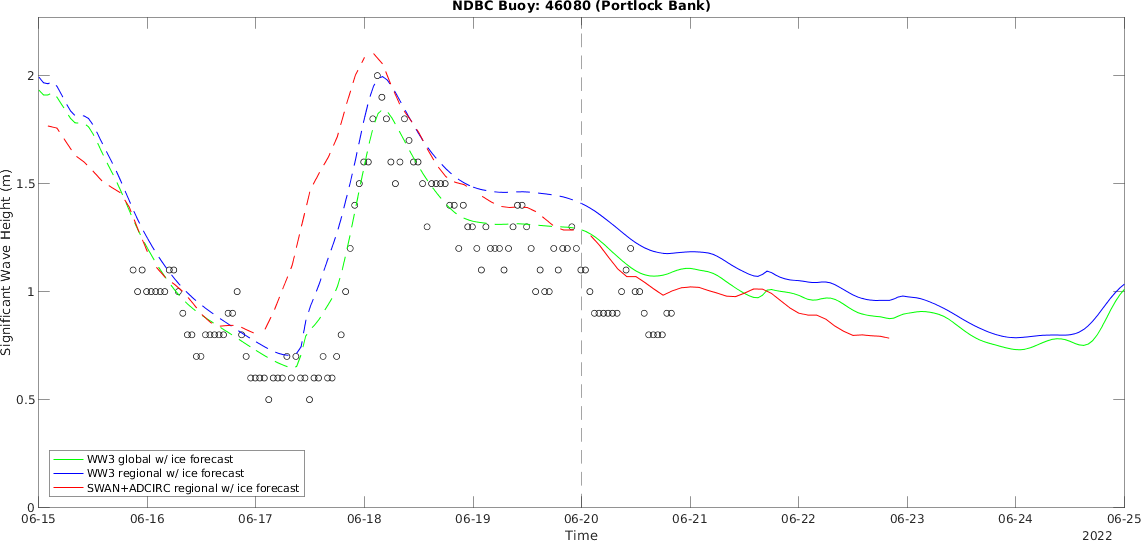 NDBC Buoy: 46080 (Portlock Bank)
Significant Wave Height (m)
2
1.5
1
0.5
0
WW3 global w/ ice forecast
WW3 regional w/ ice forecast
SWAN+ADCIRC regional w/ ice forecast
06-15 06-16 06-17 06-18 06-19 06-20 06-21 06-22 06-23 06-24 06-25
Time
2022